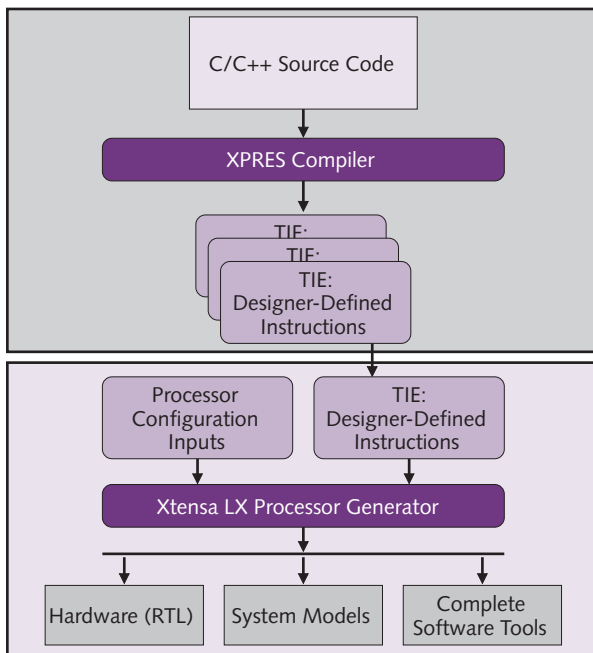 C/C++ Source Code
XPRES Compiler
TIE:
TIE:
TIE:
Designer-Defined
Instructions
Processor
Configuration
Inputs
TIE:
Designer-Defined
Instructions
Xtensa LX Processor Generator
Hardware (RTL)
System Models
Complete
Software Tools